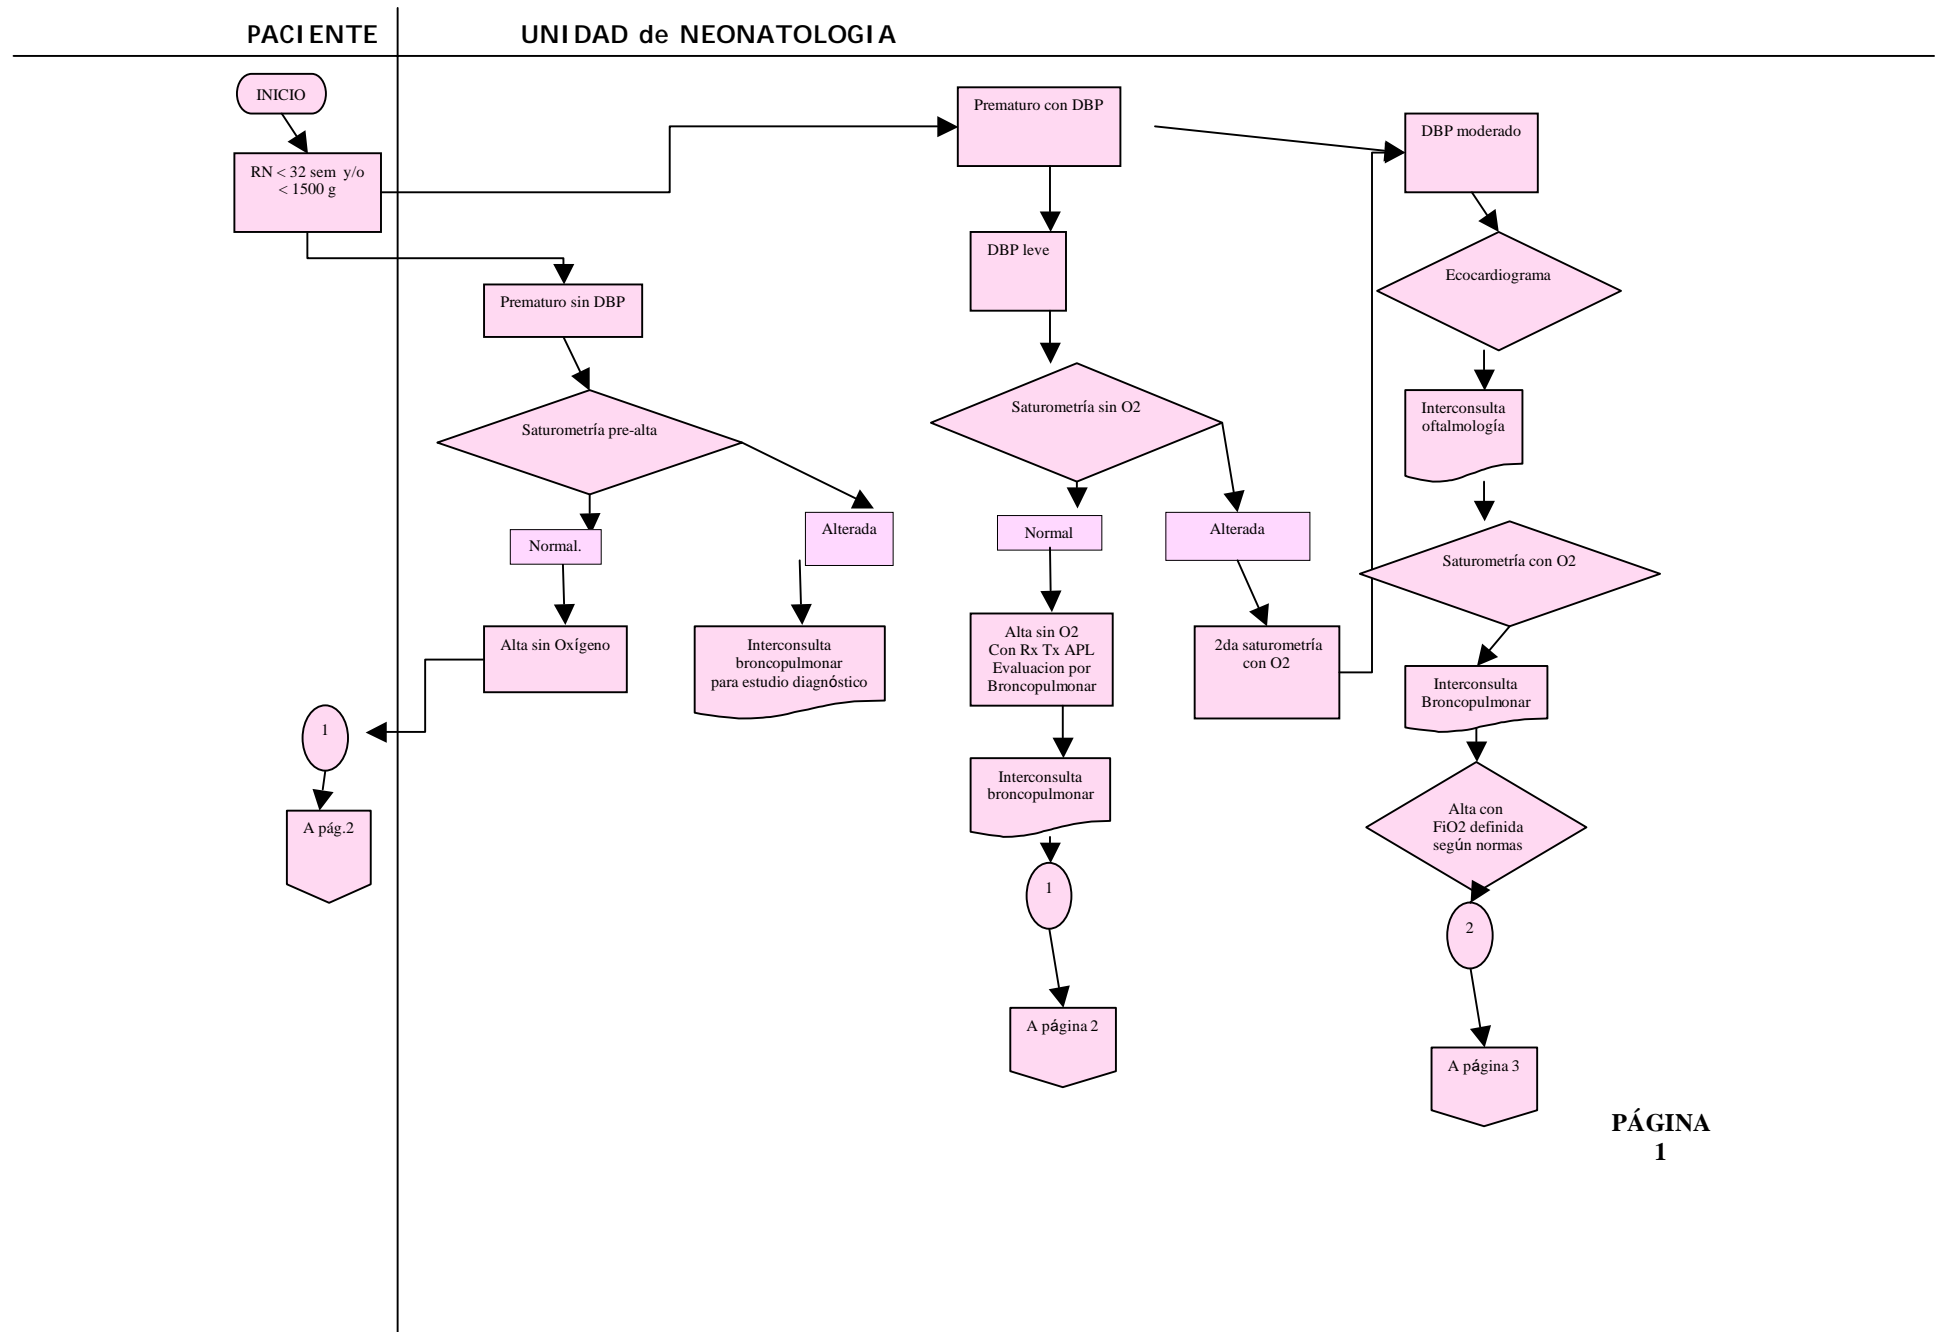 PACIENTE
UNIDAD de NEONATOLOGIA
INICIO
RN < 32 sem y/o
< 1500 g
Prematuro sin DBP
Saturometría pre-alta
Normal.
Alterada
Alta sin Oxígeno
Interconsulta
broncopulmonar
para estudio diagnóstico
1
A pág.2
Prematuro con DBP
DBP leve
Saturometría sin O2
Normal
Alterada
Alta sin O2
Con Rx Tx APL
Evaluacion por
Broncopulmonar
2da saturometría
con O2
Interconsulta
broncopulmonar
1
A página 2
DBP moderado
Ecocardiograma
Interconsulta
oftalmología
Saturometría con O2
Interconsulta
Broncopulmonar
Alta con
FiO2 definida
según normas
2
A página 3
PÁGINA
1